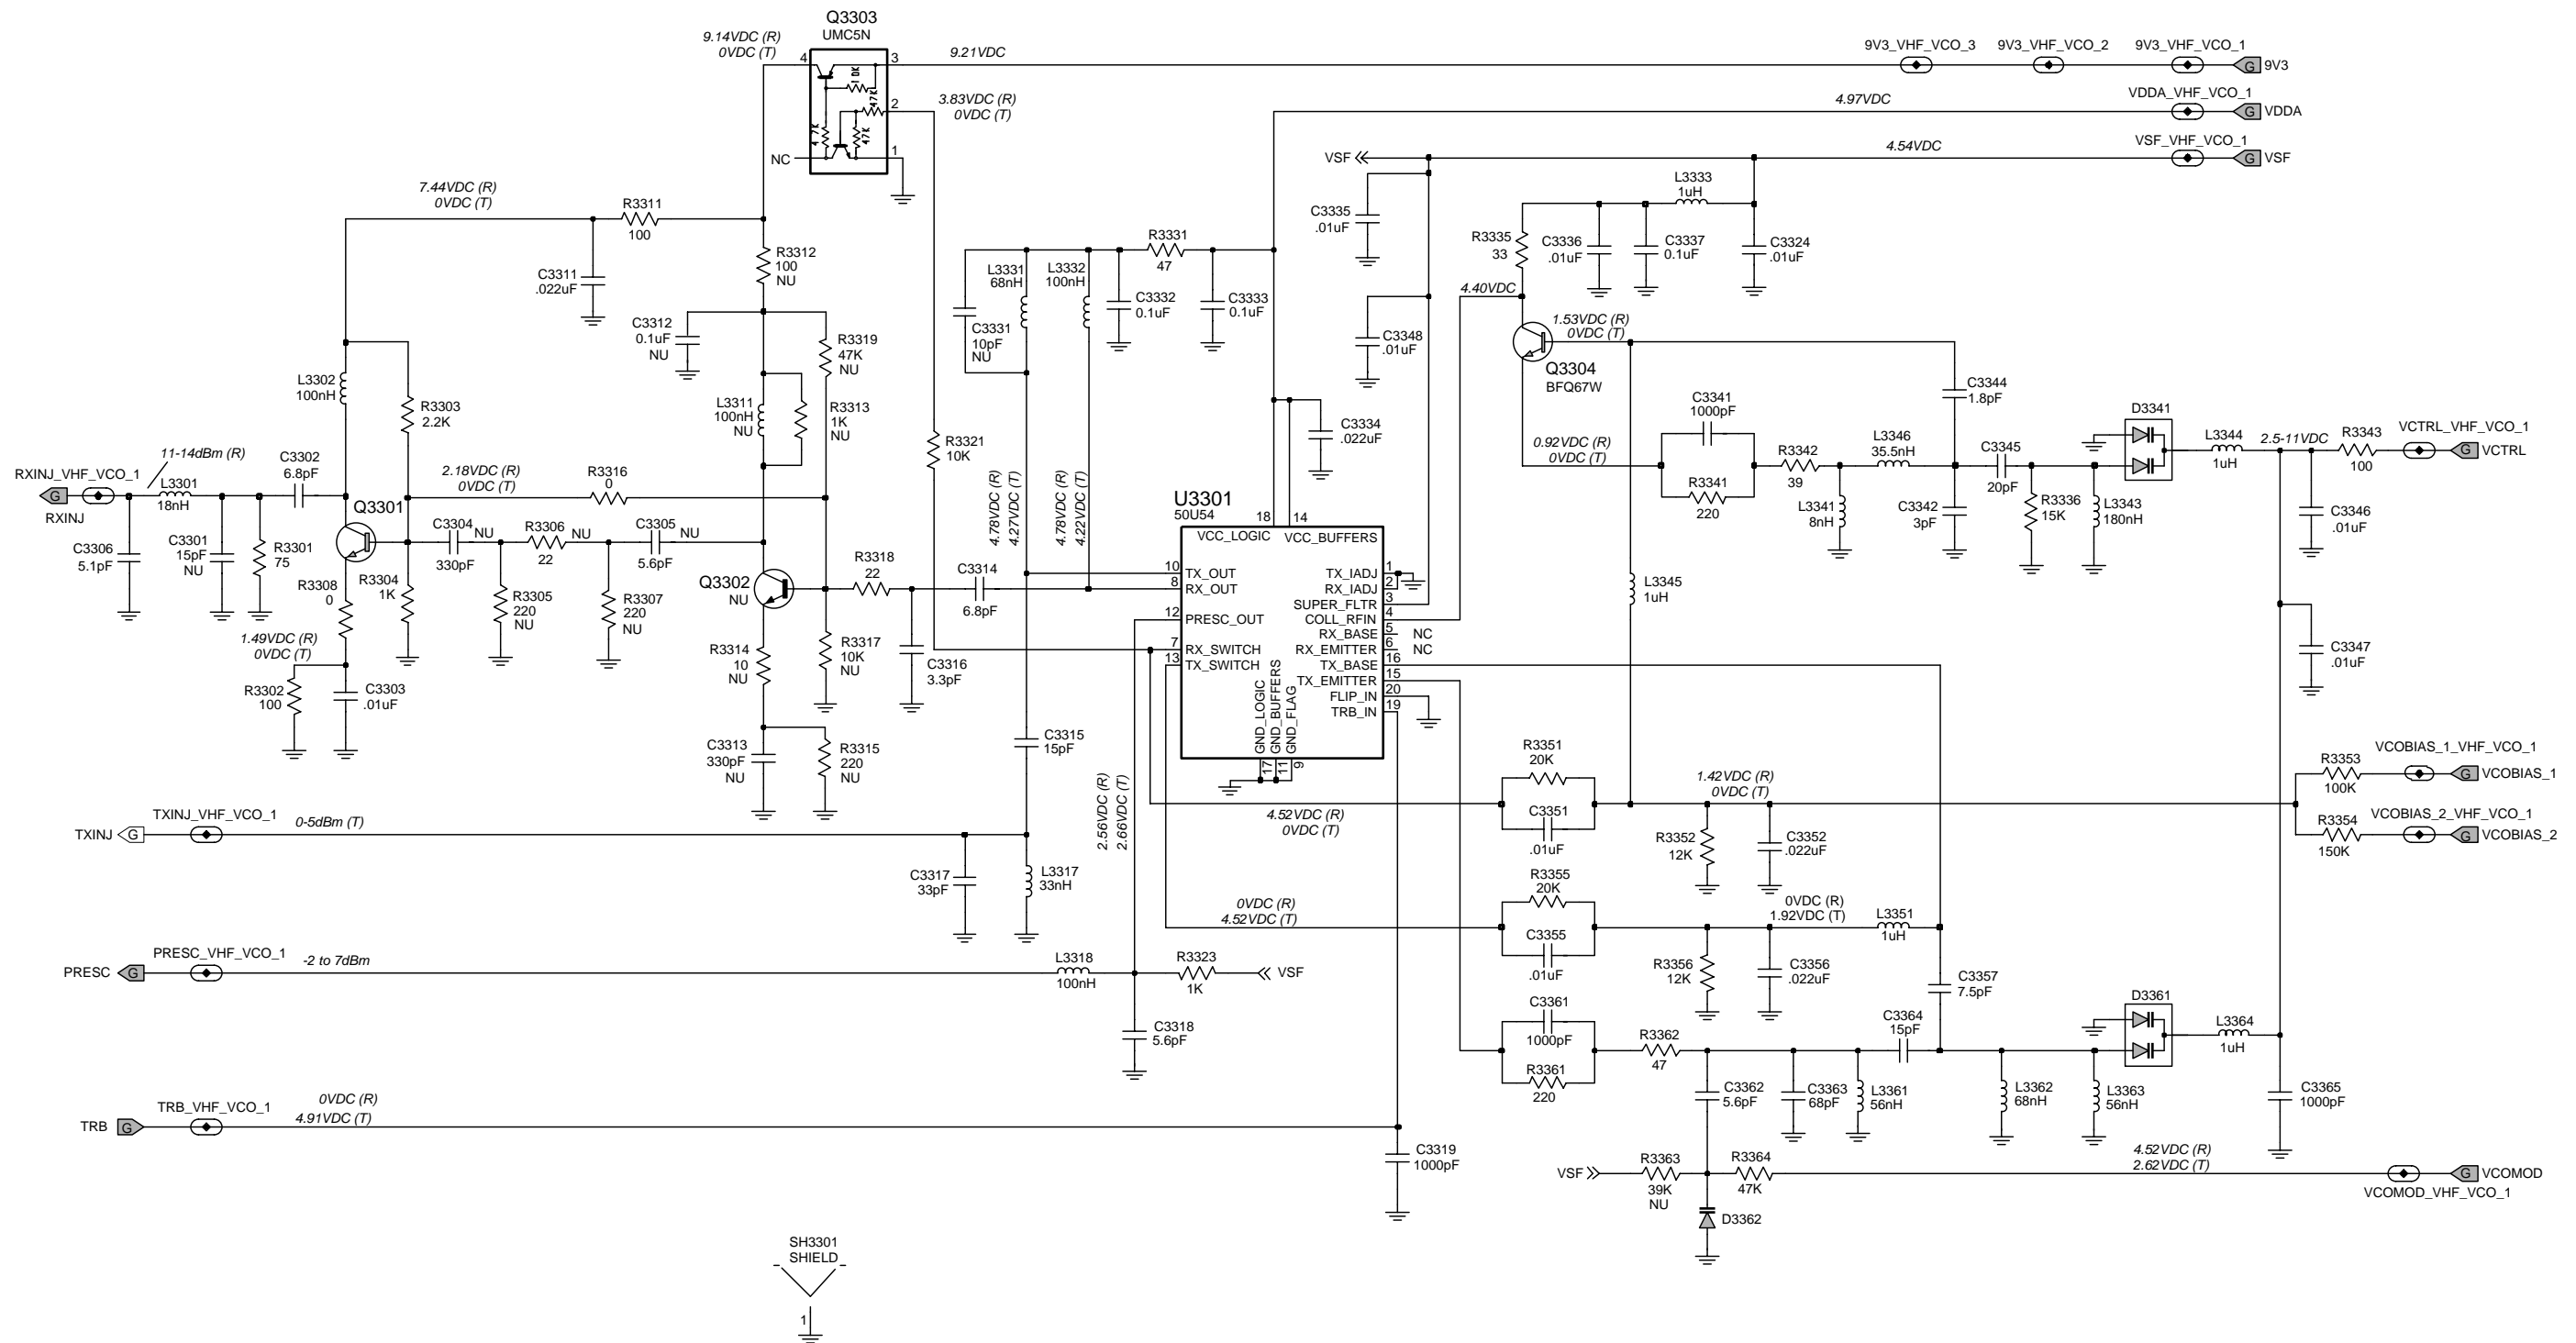 Q3303
UMC5N
9.14VDC (R)
0VDC (T)
4
3
9.21VDC
10K
47K
2
3.83VDC (R)
0VDC (T)
4.7K
47K
NC
1
9V3_VHF_VCO_3
9V3_VHF_VCO_2
9V3_VHF_VCO_1
G
9V3
4.97VDC
VDDA_VHF_VCO_1
G
VDDA
VSF
4.54VDC
VSF_VHF_VCO_1
G
VSF
7.44VDC (R)
0VDC (T)
R3311
100
C3311
.022uF
R3312
100
NU
C3312
0.1uF
NU
R3319
47K
NU
L3311
100nH
NU
R3313
1K
NU
L3302
100nH
R3303
2.2K
11-14dBm (R)
RXINJ_VHF_VCO_1
G
RXINJ
L3301
18nH
C3302
6.8pF
2.18VDC (R)
0VDC (T)
R3316
0
Q3301
C3304
NU
330pF
R3306
NU
22
C3305
NU
5.6pF
C3306
5.1pF
C3301
15pF
NU
R3301
75
R3308
0
R3304
1K
R3305
220
NU
R3307
220
NU
1.49VDC (R)
0VDC (T)
R3302
100
C3303
.01uF
Q3302
NU
R3318
22
C3314
6.8pF
R3314
10
NU
R3317
10K
NU
C3316
3.3pF
C3313
330pF
NU
R3315
220
NU
R3321
10K
L3331
68nH
L3332
100nH
C3331
10pF
NU
R3331
47
C3332
0.1uF
C3333
0.1uF
C3335
.01uF
C3348
.01uF
C3334
.022uF
4.78VDC (R)
4.27VDC (T)
4.78VDC (R)
4.22VDC (T)
L3333
1uH
R3335
33
C3336
.01uF
C3337
0.1uF
C3324
.01uF
4.40VDC
1.53VDC (R)
0VDC (T)
Q3304
BFQ67W
0.92VDC (R)
0VDC (T)
C3341
1000pF
R3341
220
R3342
39
L3346
35.5nH
L3341
8nH
C3344
1.8pF
C3342
3pF
C3345
20pF
R3336
15K
L3343
180nH
D3341
L3344
1uH
2.5-11VDC
R3343
100
VCTRL_VHF_VCO_1
G
VCTRL
C3346
.01uF
C3347
.01uF
L3345
1uH
U3301
50U54
18
14
VCC_LOGIC
VCC_BUFFERS
10
TX_OUT
8
RX_OUT
12
PRESC_OUT
7
RX_SWITCH
13
TX_SWITCH
TX_IADJ
1
RX_IADJ
2
SUPER_FLTR
3
COLL_RFIN
4
RX_BASE
5
NC
RX_EMITTER
6
NC
TX_BASE
16
TX_EMITTER
15
FLIP_IN
20
TRB_IN
19
GND_LOGIC
GND_BUFFERS
GND_FLAG
17
11
9
C3315
15pF
2.56VDC (R)
2.66VDC (T)
TXINJ
G
TXINJ_VHF_VCO_1
0-5dBm (T)
C3317
33pF
L3317
33nH
R3351
20K
C3351
.01uF
4.52VDC (R)
0VDC (T)
1.42VDC (R)
0VDC (T)
R3352
12K
C3352
.022uF
R3353
100K
VCOBIAS_1_VHF_VCO_1
G
VCOBIAS_1
R3354
150K
VCOBIAS_2_VHF_VCO_1
G
VCOBIAS_2
R3355
20K
C3355
.01uF
0VDC (R)
4.52VDC (T)
0VDC (R)
1.92VDC (T)
L3351
1uH
R3356
12K
C3356
.022uF
PRESC
G
PRESC_VHF_VCO_1
-2 to 7dBm
L3318
100nH
R3323
1K
VSF
C3318
5.6pF
C3357
7.5pF
C3361
1000pF
R3361
220
R3362
47
C3364
15pF
D3361
L3364
1uH
C3362
5.6pF
C3363
68pF
L3361
56nH
L3362
68nH
L3363
56nH
C3365
1000pF
TRB
G
TRB_VHF_VCO_1
0VDC (R)
4.91VDC (T)
C3319
1000pF
VSF
R3363
39K
NU
R3364
47K
4.52VDC (R)
2.62VDC (T)
G
VCOMOD
VCOMOD_VHF_VCO_1
D3362
SH3301
SHIELD
1